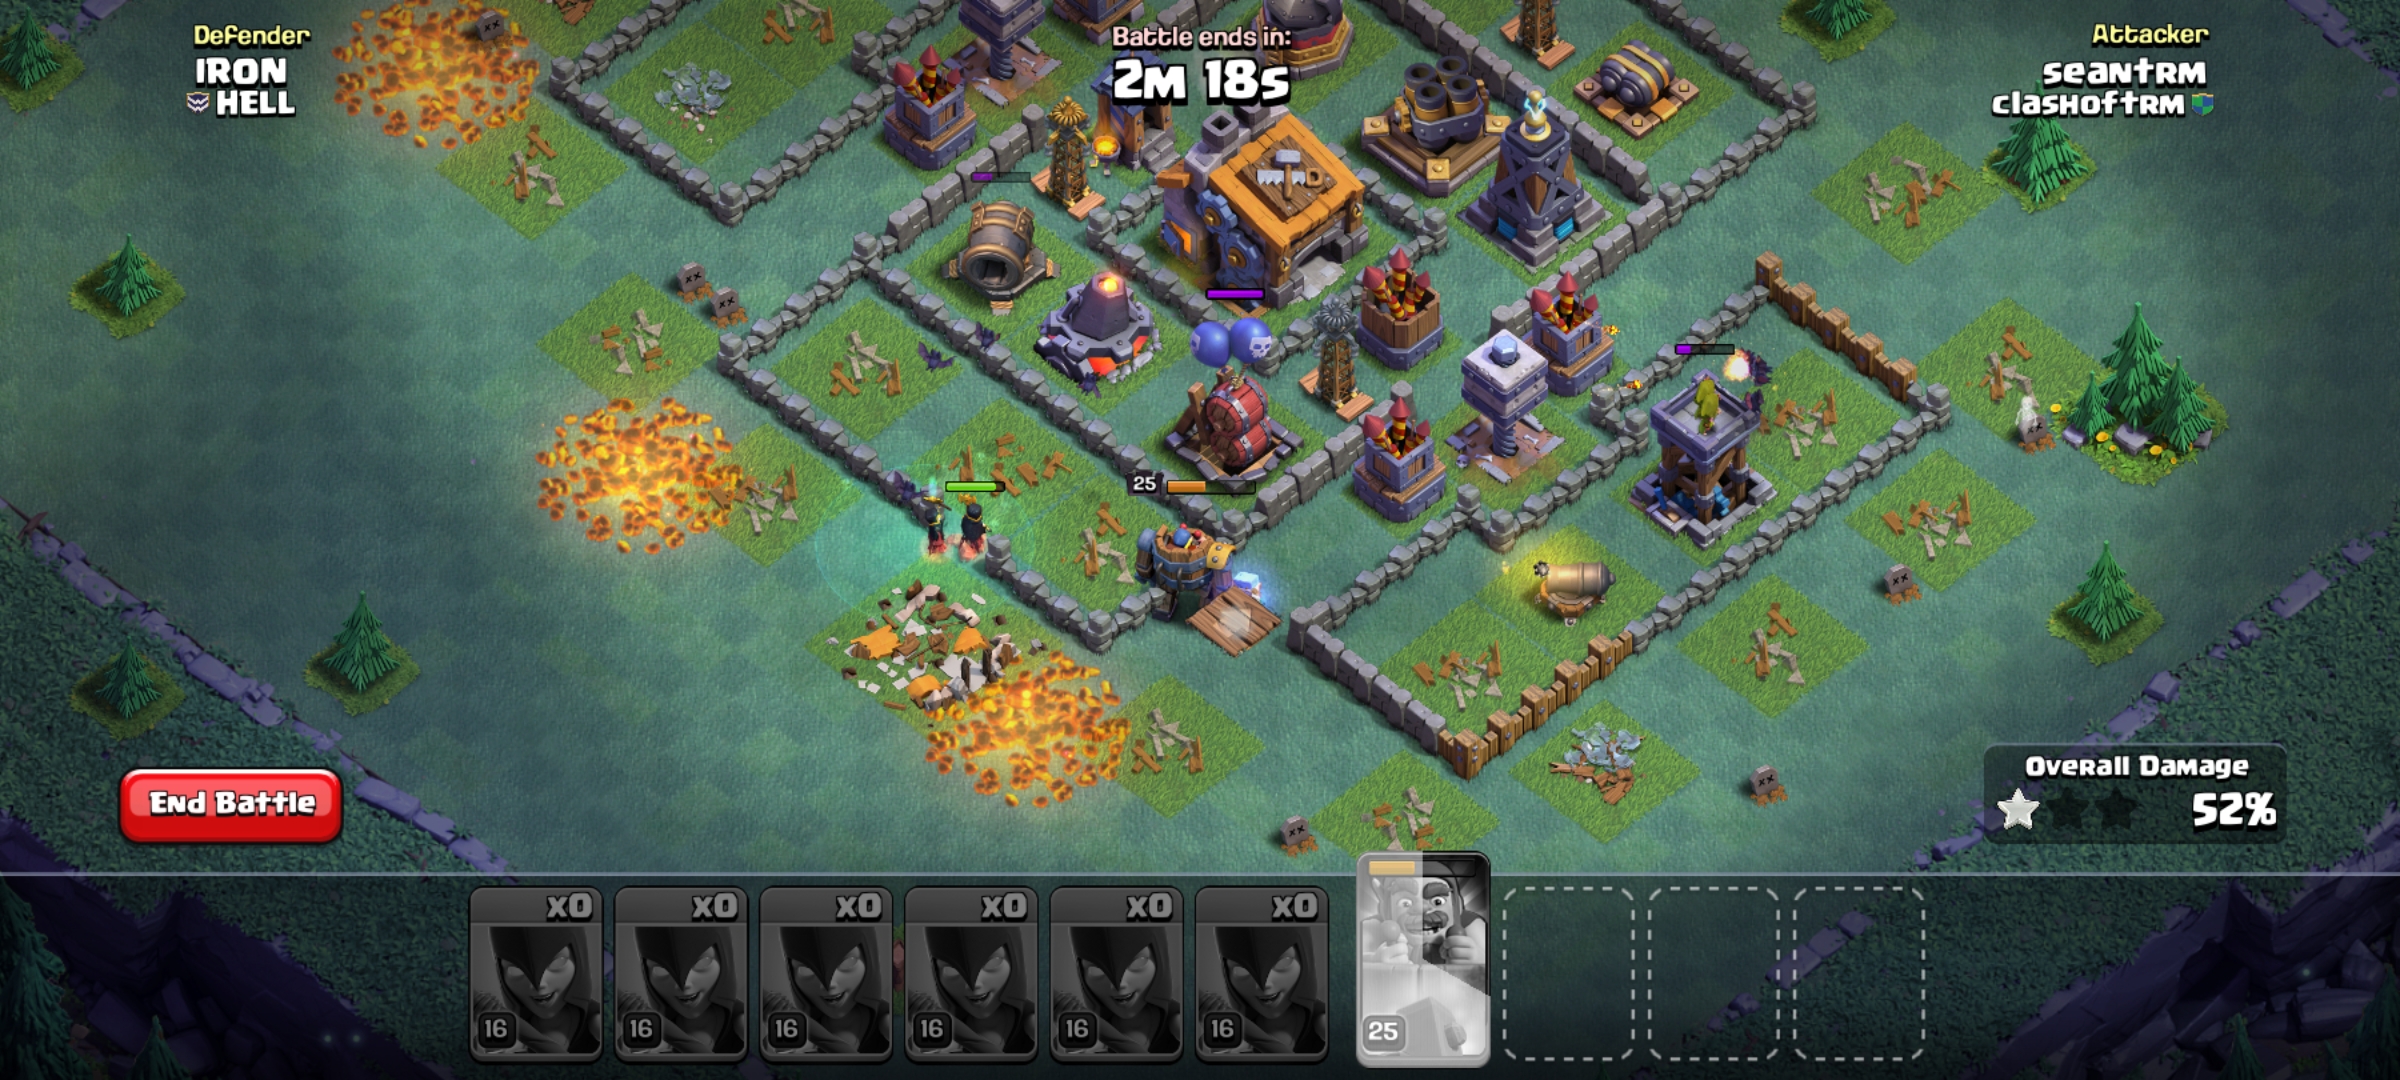 Defender
IRON
HELL
Battle ends in:
2M 18s
Attacker
seantRM
clashoftRM
25
End Battle
Overall Damage
52%
x0
x0
x0
x0
x0
x0
16
16
16
16
16
16
25